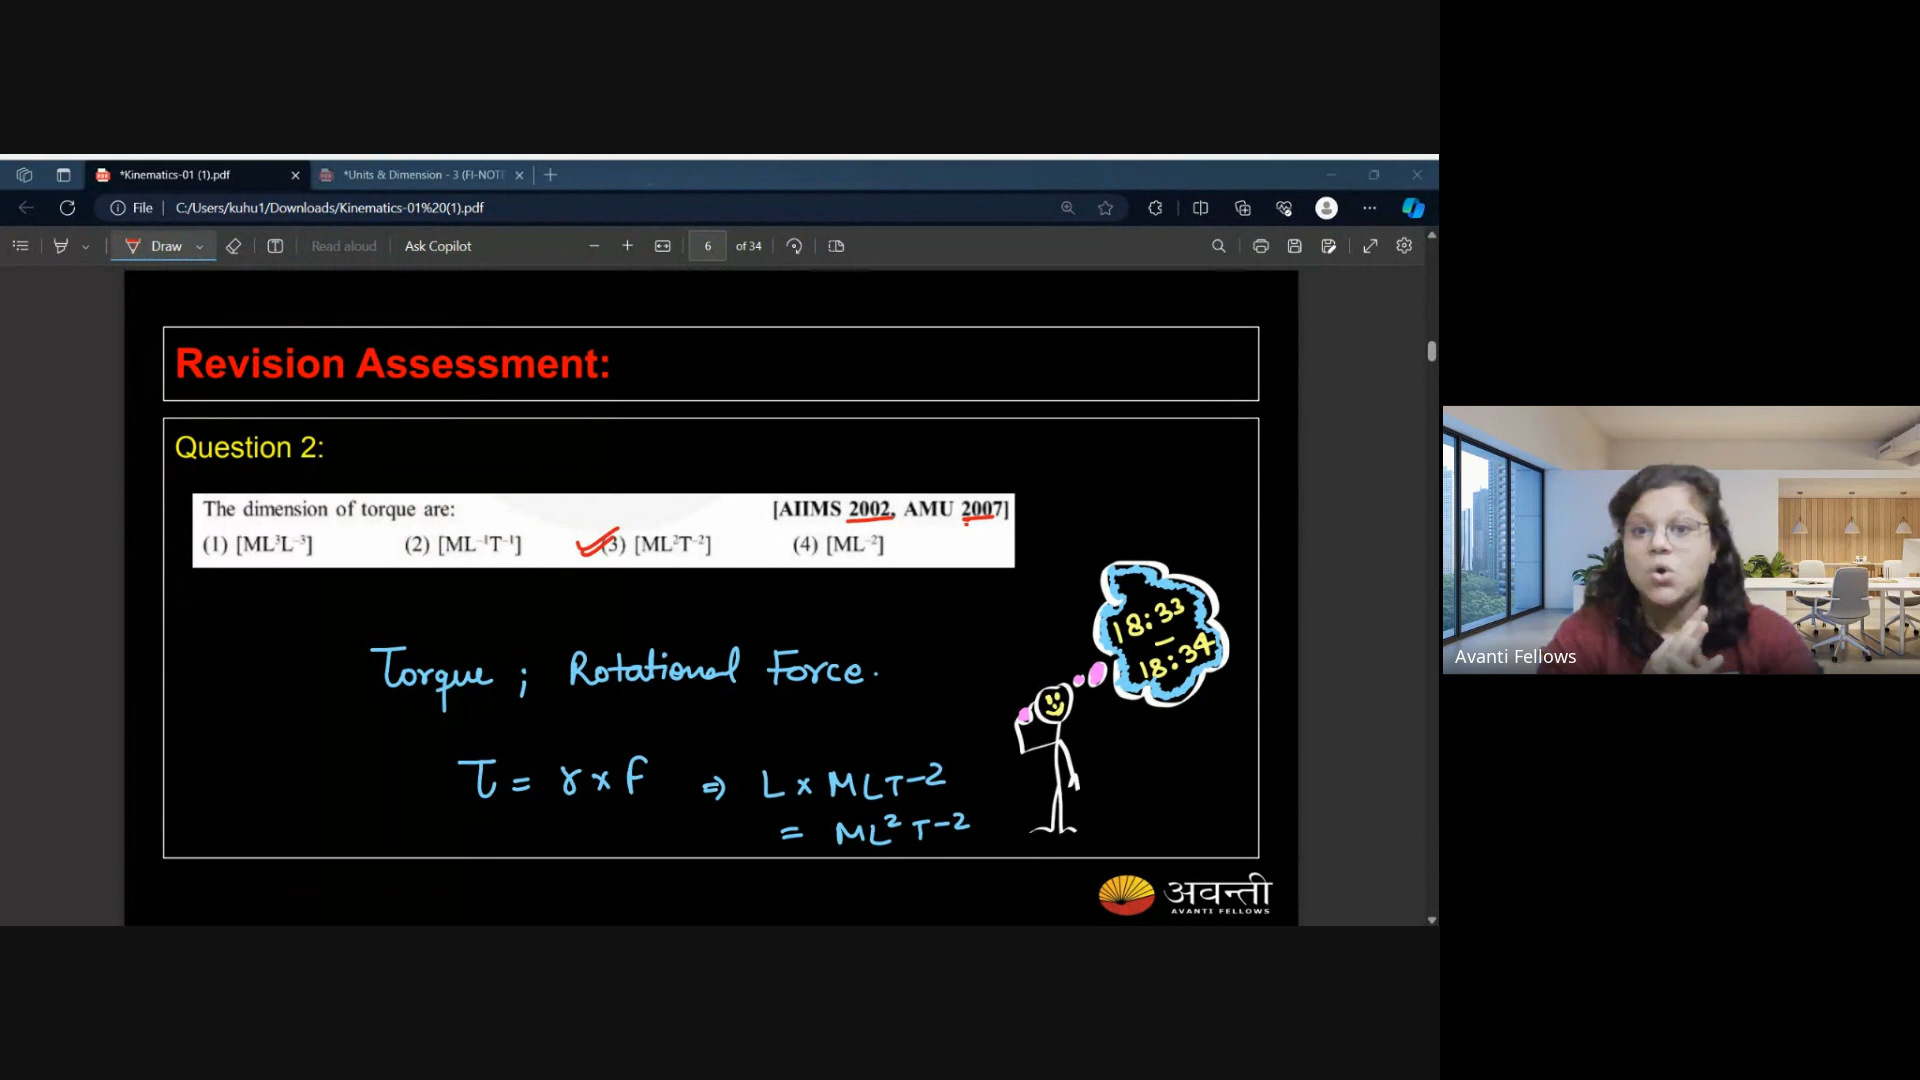 *Kinematics-01 (1).pdf
*Units & Dimension - 3 (FI-NOT
File C:/Users/kuhu1/Downloads/Kinematics-01%20(1).pdf
Draw Read aloud Ask Copilot 6 of 34
Revision Assessment:
Question 2:
The dimension of torque are: [AIIMS 2002, AMU 2007]
(1) [ML³L⁻³] (2) [ML⁻¹T⁻¹] (3) [ML²T⁻²] (4) [ML⁻²]
18:33
–
18:34
Torque ; Rotational Force.
τ = r × F ⇒ L × MLT-2
= ML² T-2
अवन्ती
AVANTI FELLOWS
Avanti Fellows